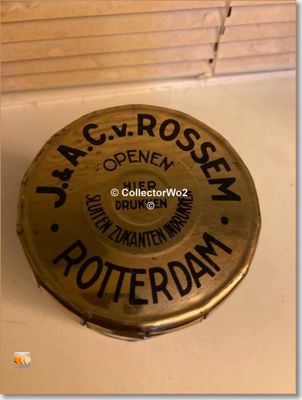 J. & A.C. v. ROSSEM
"OPENEN"
HIER
DRUKKEN
SLUITEN ZIJKANTEN INDRUKKEN
· ROTTERDAM ·
© CollectorWo2
©